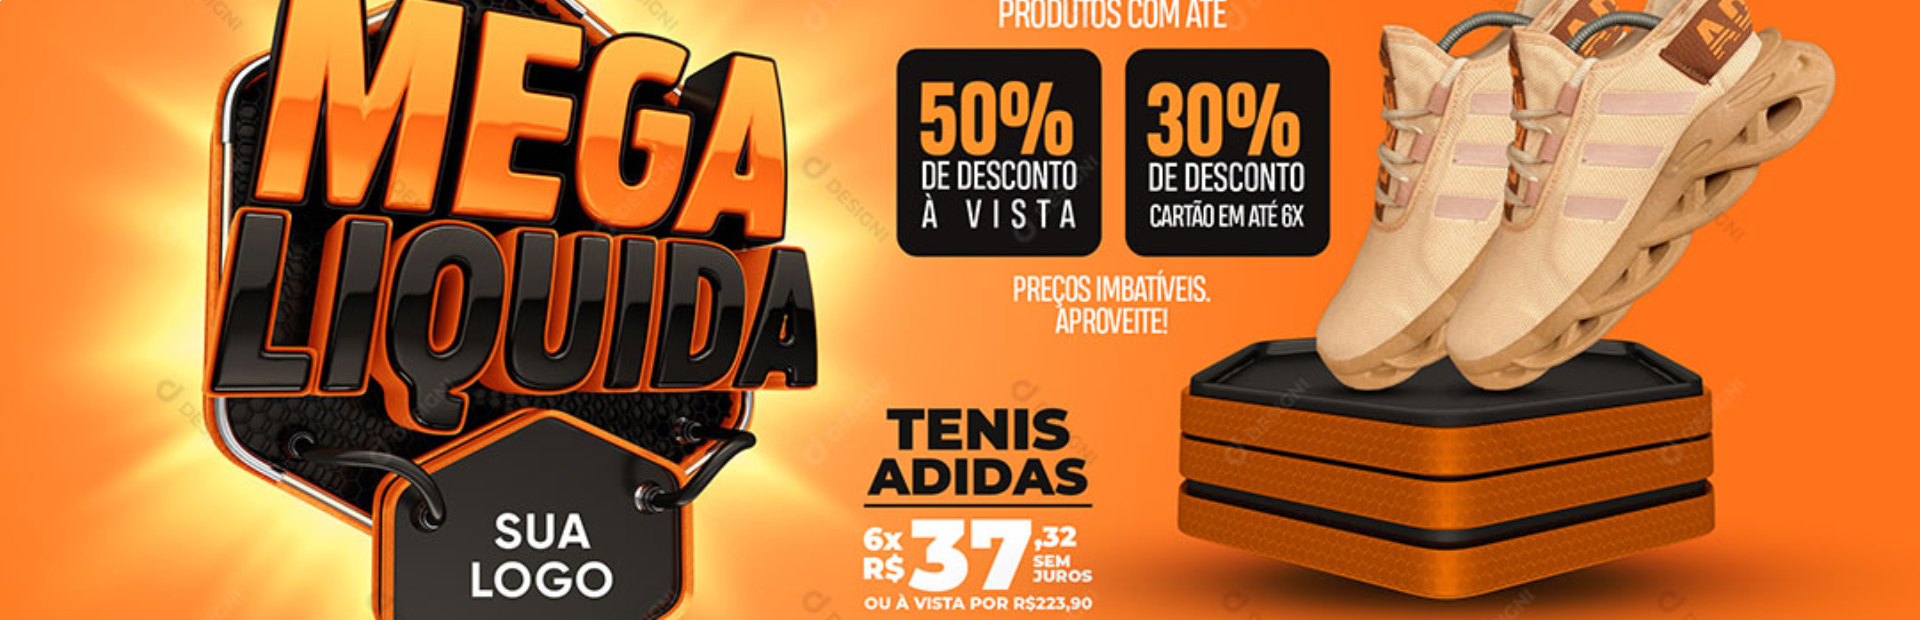 MEGA
LIQUIDA
SUA
LOGO
PRODUTOS COM ATÉ
50%
DE DESCONTO
À VISTA
30%
DE DESCONTO
CARTÃO EM ATÉ 6X
PREÇOS IMBATÍVEIS.
APROVEITE!
TENIS
ADIDAS
6x
R$ 37,32
SEM
JUROS
OU À VISTA POR R$223,90
DESIGNI